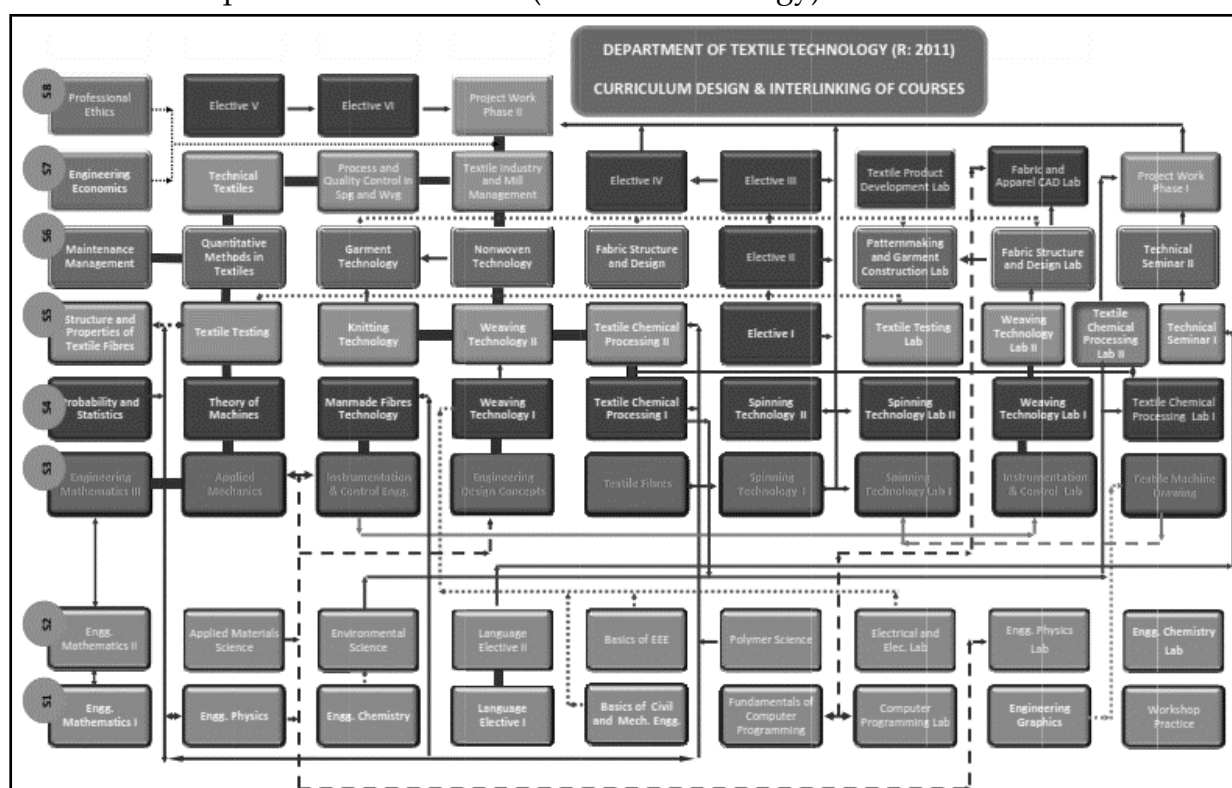 DEPARTMENT OF TEXTILE TECHNOLOGY (R: 2011)
CURRICULUM DESIGN & INTERLINKING OF COURSES
S8
Professional
Ethics
Elective V
Elective VI
Project Work
Phase II
S7
Engineering
Economics
Technical
Textiles
Process and
Quality Control in
Spg and Wvg
Textile Industry
and Mill
Management
Elective IV
Elective III
Textile Product
Development Lab
Fabric and
Apparel CAD Lab
Project Work
Phase I
S6
Maintenance
Management
Quantitative
Methods in
Textiles
Garment
Technology
Nonwoven
Technology
Fabric Structure
and Design
Elective II
Patternmaking
and Garment
Construction Lab
Fabric Structure
and Design Lab
Technical
Seminar II
S5
Structure and
Properties of
Textile Fibres
Textile Testing
Knitting
Technology
Weaving
Technology II
Textile Chemical
Processing II
Elective I
Textile Testing
Lab
Weaving
Technology
Lab II
Textile
Chemical
Processing
Lab II
Technical
Seminar I
S4
Probability and
Statistics
Theory of
Machines
Manmade Fibres
Technology
Weaving
Technology I
Textile Chemical
Processing I
Spinning
Technology II
Spinning
Technology Lab II
Weaving
Technology Lab I
Textile Chemical
Processing Lab I
S3
Engineering
Mathematics III
Applied
Mechanics
Instrumentation
& Control Engg.
Engineering
Design Concepts
Textile Fibres
Spinning
Technology I
Spinning
Technology Lab I
Instrumentation
& Control Lab
Textile Machine
Drawing
S2
Engg.
Mathematics II
Applied Materials
Science
Environmental
Science
Language
Elective II
Basics of EEE
Polymer Science
Electrical and
Elec. Lab
Engg. Physics
Lab
Engg. Chemistry
Lab
S1
Engg.
Mathematics I
Engg. Physics
Engg. Chemistry
Language
Elective I
Basics of Civil
and Mech. Engg.
Fundamentals of
Computer
Programming
Computer
Programming Lab
Engineering
Graphics
Workshop
Practice